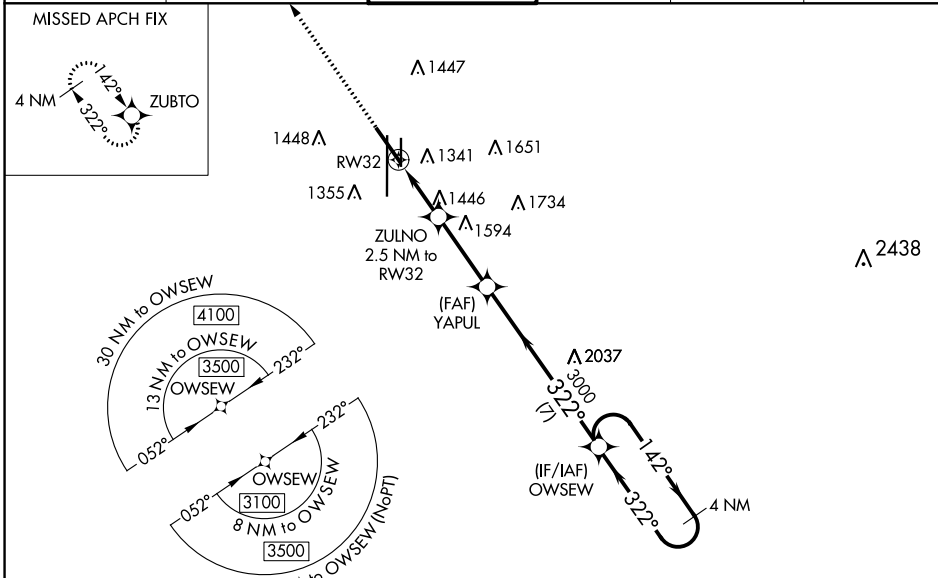 MISSED APCH FIX
4 NM
142°
322°
ZUBTO
1447
1448
RW32
1341
1651
1355
1446
1734
1594
ZULNO
2.5 NM to
RW32
2438
(FAF)
YAPUL
30 NM to OWSEW
4100
13 NM to OWSEW
3500
OWSEW
232°
052°
2037
3000
322°
(7)
(IF/IAF)
OWSEW
142°
322°
4 NM
232°
052°
OWSEW
3100
8 NM to OWSEW
3500
to OWSEW (NoPT)